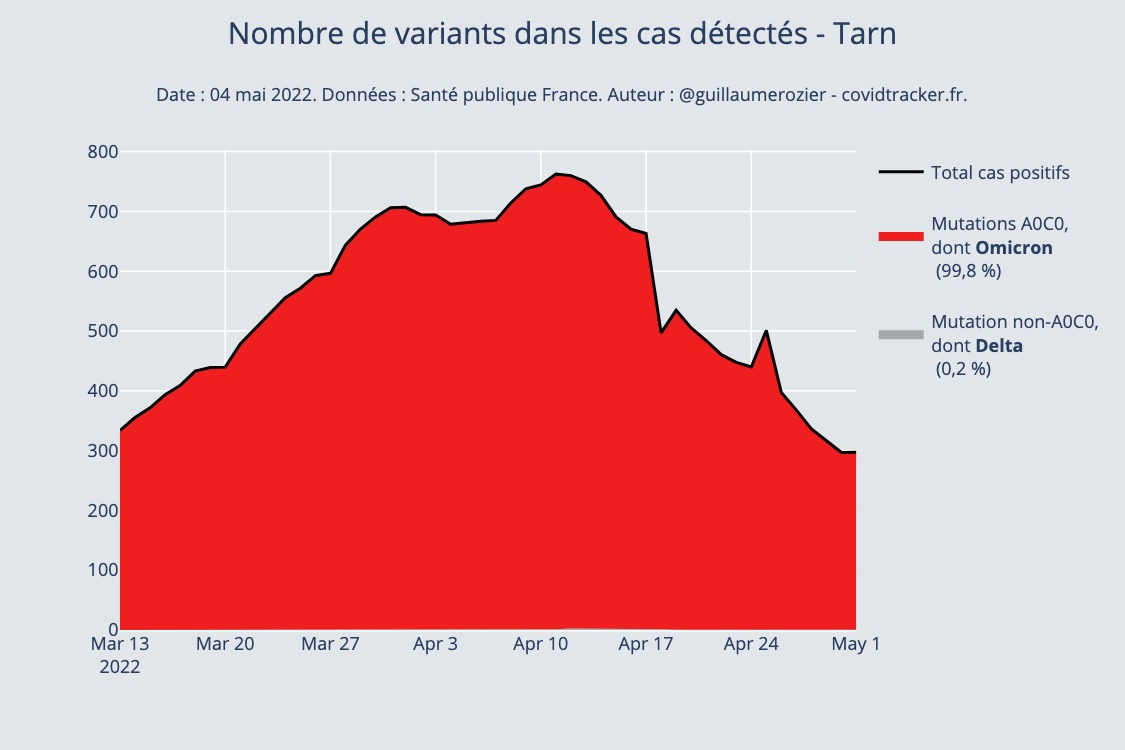 Nombre de variants dans les cas détectés - Tarn
Date : 04 mai 2022. Données : Santé publique France. Auteur : @guillaumerozier - covidtracker.fr.
800
700
600
500
400
300
200
100
0
Mar 13
2022
Mar 20
Mar 27
Apr 3
Apr 10
Apr 17
Apr 24
May 1
Total cas positifs
Mutations A0C0,
dont Omicron
(99,8 %)
Mutation non-A0C0,
dont Delta
(0,2 %)